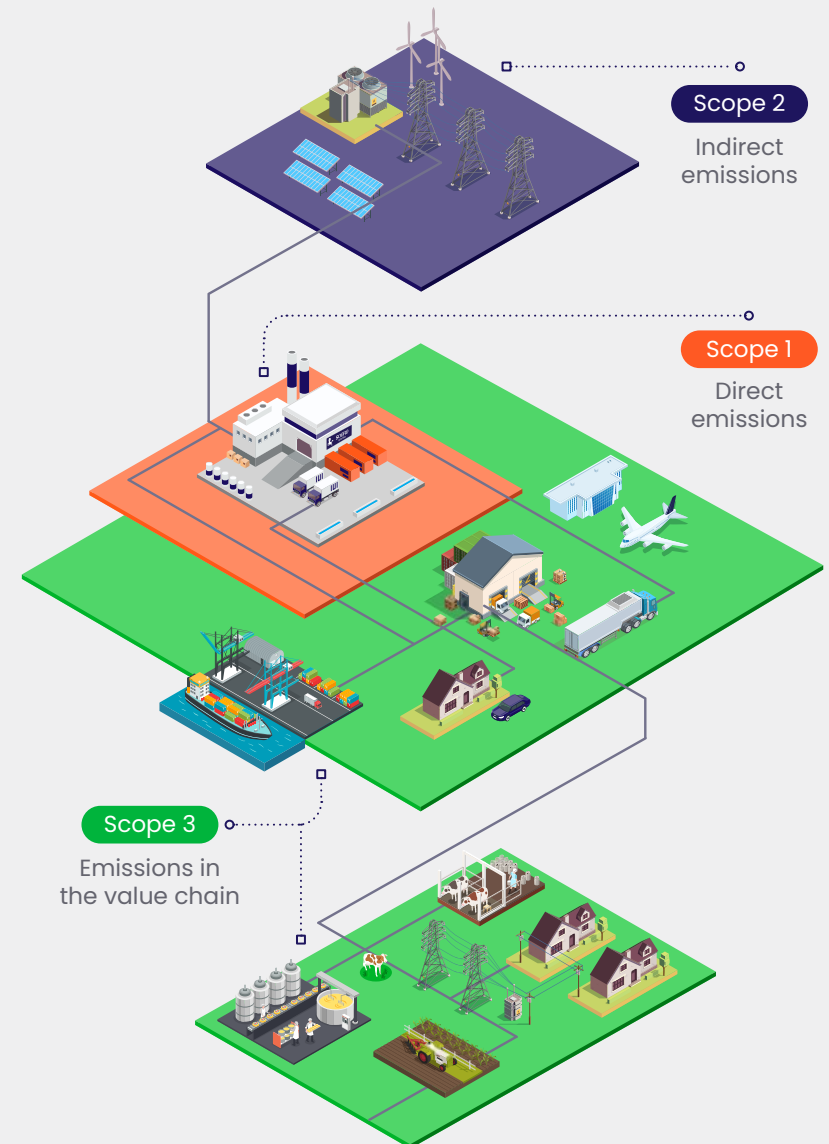 Scope 2
Indirect
emissions
Scope 1
Direct
emissions
Scope 3
Emissions in
the value chain